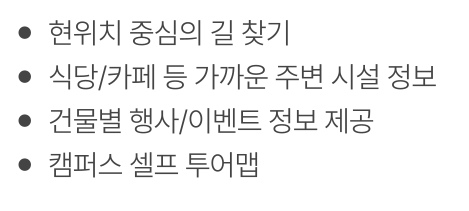 • 현위치 중심의 길 찾기
• 식당/카페 등 가까운 주변 시설 정보
• 건물별 행사/이벤트 정보 제공
• 캠퍼스 셀프 투어맵